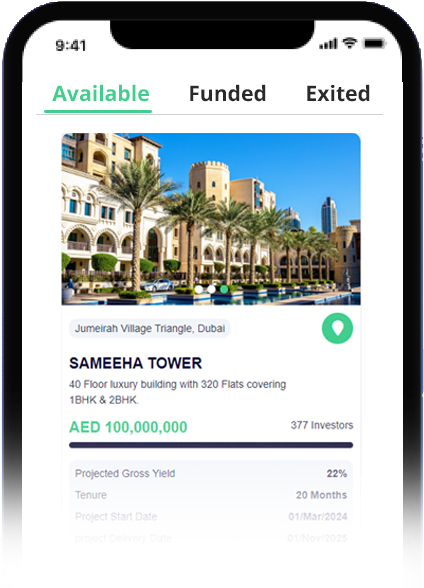 9:41
Available Funded Exited
Jumeirah Village Triangle, Dubai
SAMEEHA TOWER
40 Floor luxury building with 320 Flats covering
1BHK & 2BHK.
AED 100,000,000 377 Investors
Projected Gross Yield 22%
Tenure 20 Months
Project Start Date 01/Mar/2024
project Delivery Date 01/Nov/2025